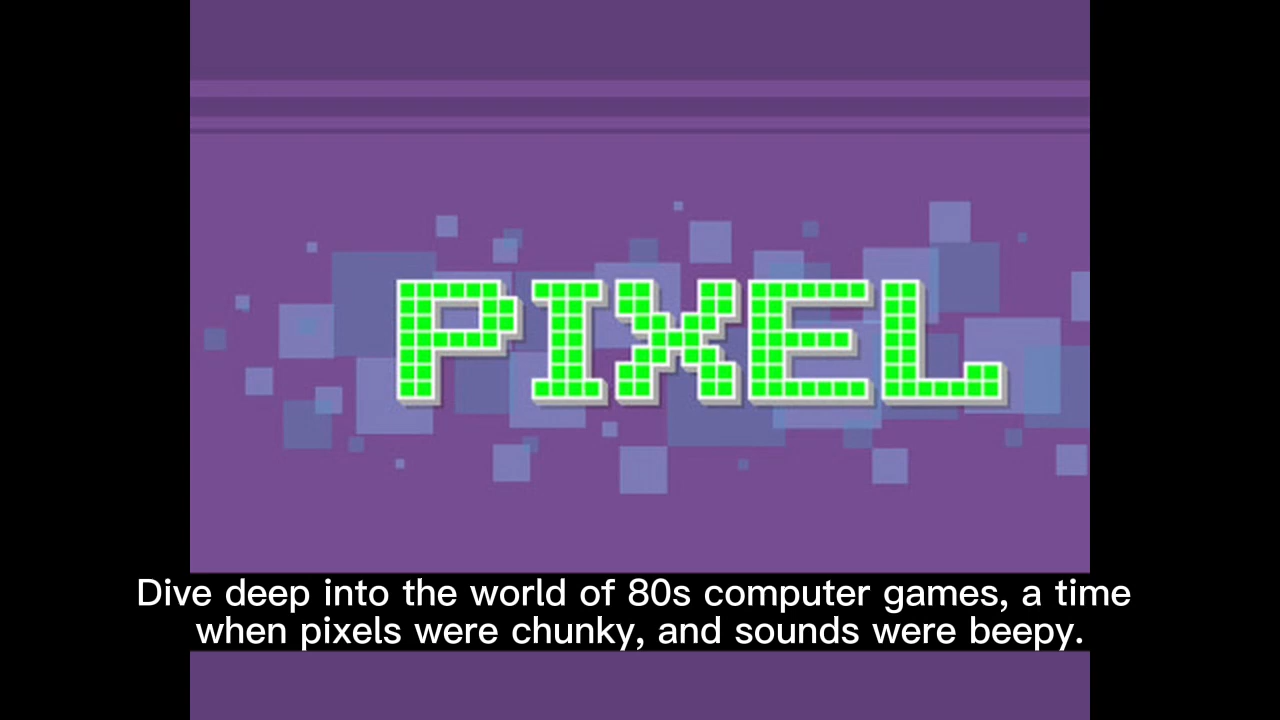 PIXEL
Dive deep into the world of 80s computer games, a time
when pixels were chunky, and sounds were beepy.